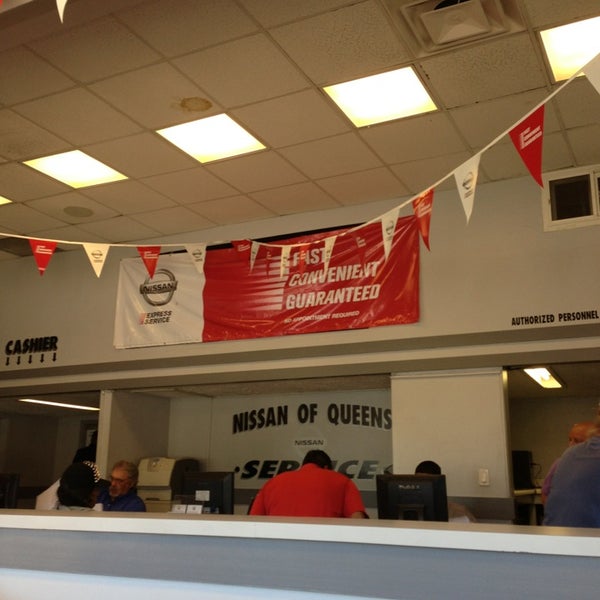 NISSAN
EXPRESS
SERVICE
FAST
CONVENIENT
GUARANTEED
NO APPOINTMENT REQUIRED
CASHIER
AUTHORIZED PERSONNEL
NISSAN OF QUEENS
NISSAN
SERVICE